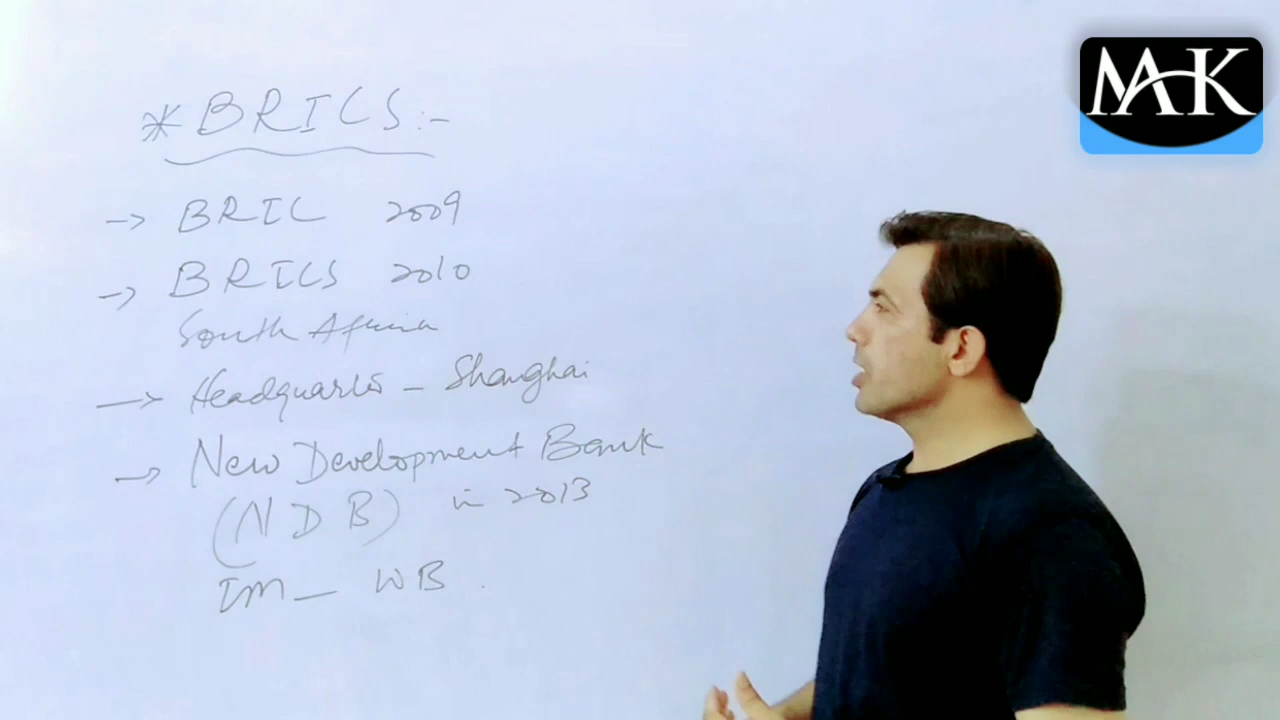 * BRICS:-
→ BRIC 2009
→ BRICS 2010
South Africa
→ Headquarters - Shanghai
→ New Development Bank
(NDB) in 2013
IM_ WB
MAK